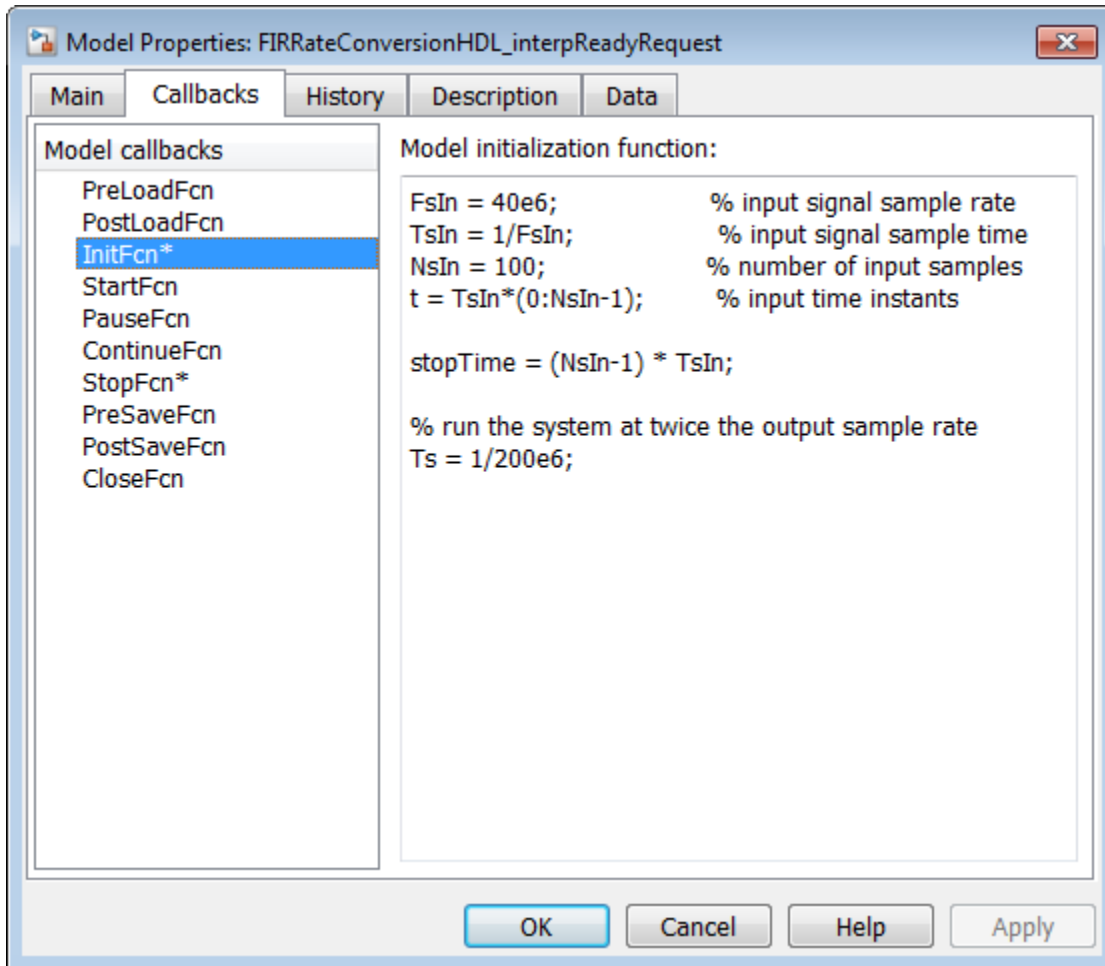 Model Properties: FIRRateConversionHDL_interpReadyRequest
Main Callbacks History Description Data
Model callbacks
PreLoadFcn
PostLoadFcn
InitFcn*
StartFcn
PauseFcn
ContinueFcn
StopFcn*
PreSaveFcn
PostSaveFcn
CloseFcn
Model initialization function:
FsIn = 40e6; % input signal sample rate
TsIn = 1/FsIn; % input signal sample time
NsIn = 100; % number of input samples
t = TsIn*(0:NsIn-1); % input time instants
stopTime = (NsIn-1) * TsIn;
% run the system at twice the output sample rate
Ts = 1/200e6;
OK Cancel Help Apply